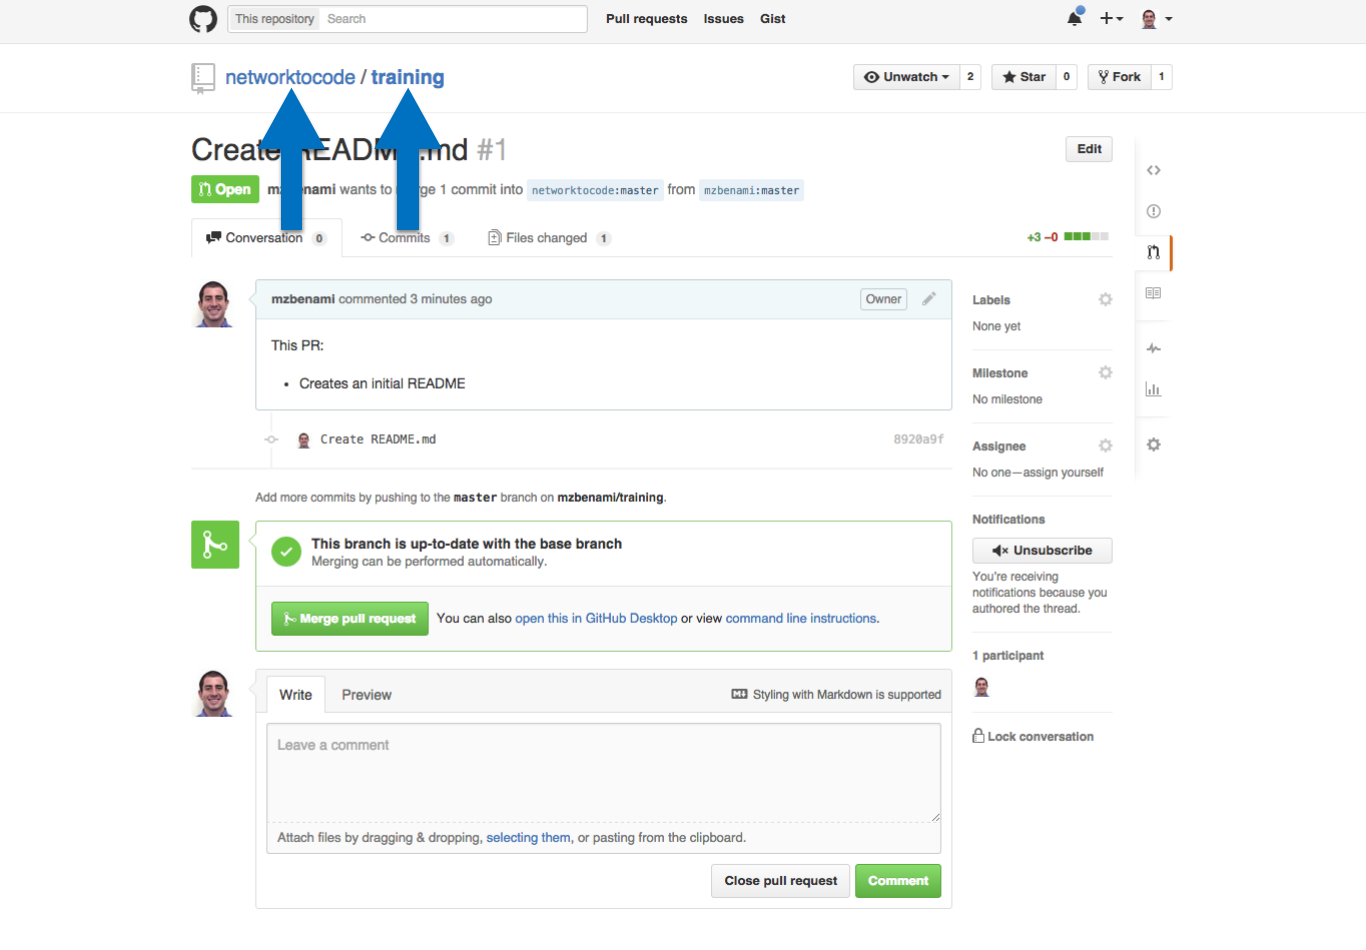 This repository Search Pull requests Issues Gist
networktocode / training Unwatch 2 Star 0 Fork 1
Create README.md #1 Edit
Open mzbenami wants to merge 1 commit into networktocode:master from mzbenami:master
Conversation 0 Commits 1 Files changed 1 +3 −0
mzbenami commented 3 minutes ago Owner
This PR:
• Creates an initial README
Create README.md 8920a9f
Add more commits by pushing to the master branch on mzbenami/training.
This branch is up-to-date with the base branch
Merging can be performed automatically.
Merge pull request You can also open this in GitHub Desktop or view command line instructions.
Write Preview Styling with Markdown is supported
Leave a comment
Attach files by dragging & dropping, selecting them, or pasting from the clipboard.
Close pull request Comment
Labels
None yet
Milestone
No milestone
Assignee
No one—assign yourself
Notifications
Unsubscribe
You're receiving
notifications because you
authored the thread.
1 participant
Lock conversation